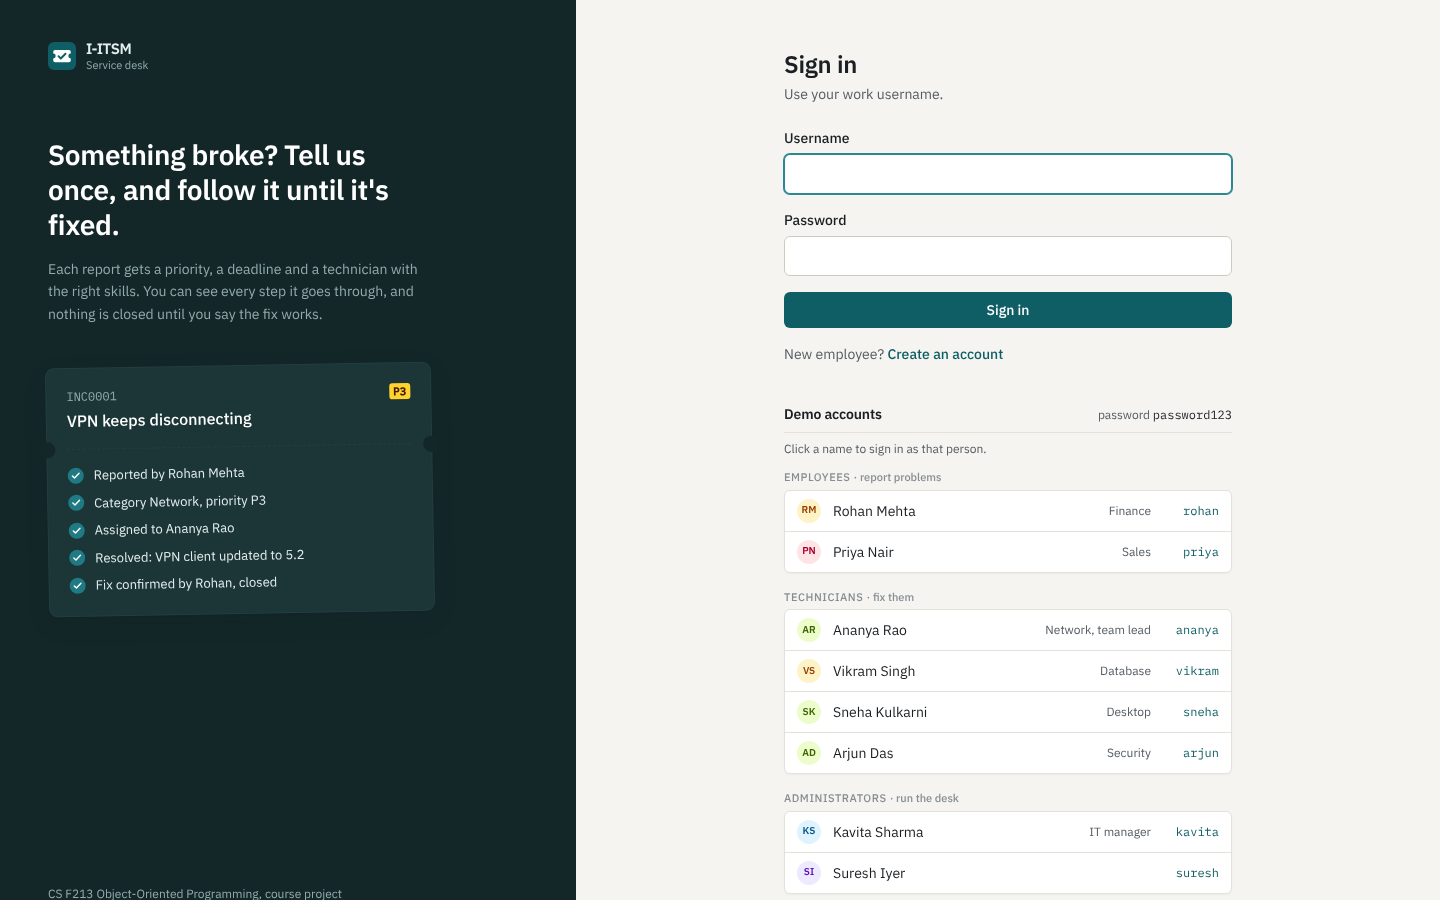 I-ITSM
Service desk
Something broke? Tell us
once, and follow it until it's
fixed.
Each report gets a priority, a deadline and a technician with
the right skills. You can see every step it goes through, and
nothing is closed until you say the fix works.
INC0001
P3
VPN keeps disconnecting
Reported by Rohan Mehta
Category Network, priority P3
Assigned to Ananya Rao
Resolved: VPN client updated to 5.2
Fix confirmed by Rohan, closed
CS F213 Object-Oriented Programming, course project
Sign in
Use your work username.
Username
Password
Sign in
New employee? Create an account
Demo accounts password password123
Click a name to sign in as that person.
EMPLOYEES · report problems
RM Rohan Mehta Finance rohan
PN Priya Nair Sales priya
TECHNICIANS · fix them
AR Ananya Rao Network, team lead ananya
VS Vikram Singh Database vikram
SK Sneha Kulkarni Desktop sneha
AD Arjun Das Security arjun
ADMINISTRATORS · run the desk
KS Kavita Sharma IT manager kavita
SI Suresh Iyer suresh